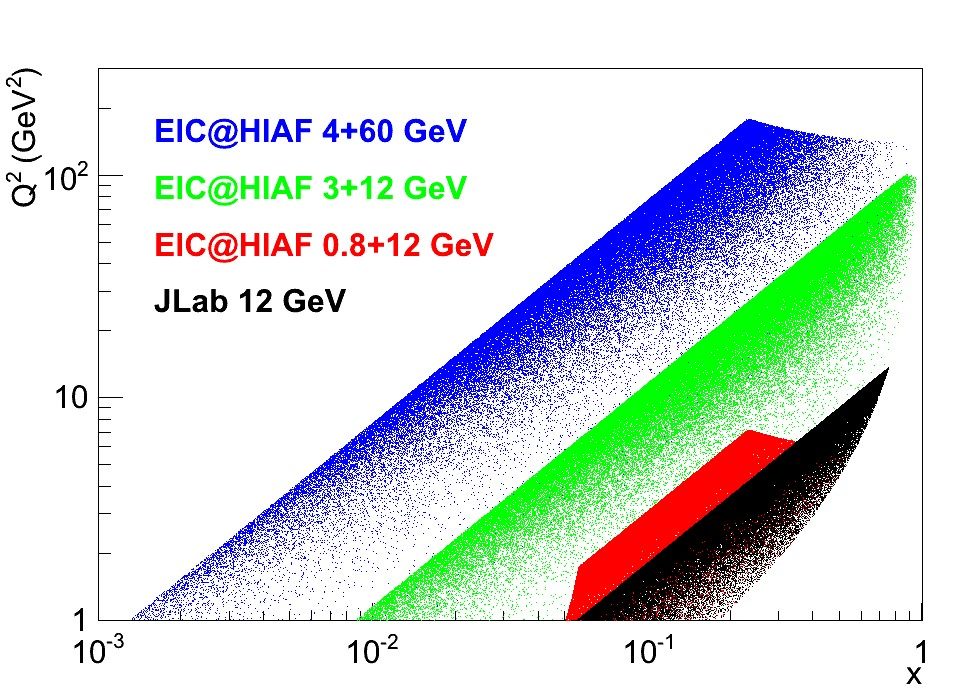 Q² (GeV²)
EIC@HIAF 4+60 GeV
10²
EIC@HIAF 3+12 GeV
EIC@HIAF 0.8+12 GeV
JLab 12 GeV
10
1
10⁻³ 10⁻² 10⁻¹ 1
x